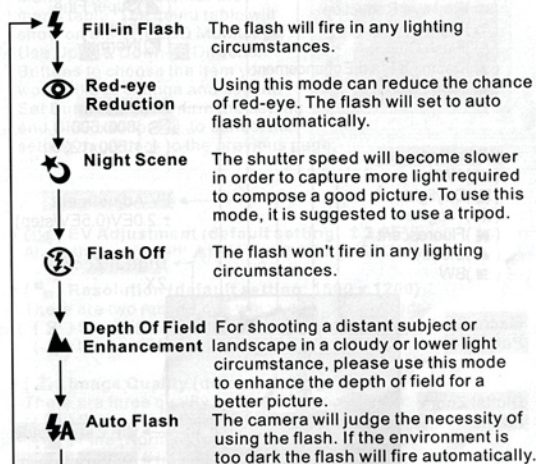 Fill-in Flash The flash will fire in any lighting
circumstances.
Red-eye Using this mode can reduce the chance
Reduction of red-eye. The flash will set to auto
flash automatically.
Night Scene The shutter speed will become slower
in order to capture more light required
to compose a good picture. To use this
mode, it is suggested to use a tripod.
Flash Off The flash won't fire in any lighting
circumstances.
Depth Of Field For shooting a distant subject or
Enhancement landscape in a cloudy or lower light
circumstance, please use this mode
to enhance the depth of field for a
better picture.
A Auto Flash The camera will judge the necessity of
using the flash. If the environment is
too dark the flash will fire automatically.